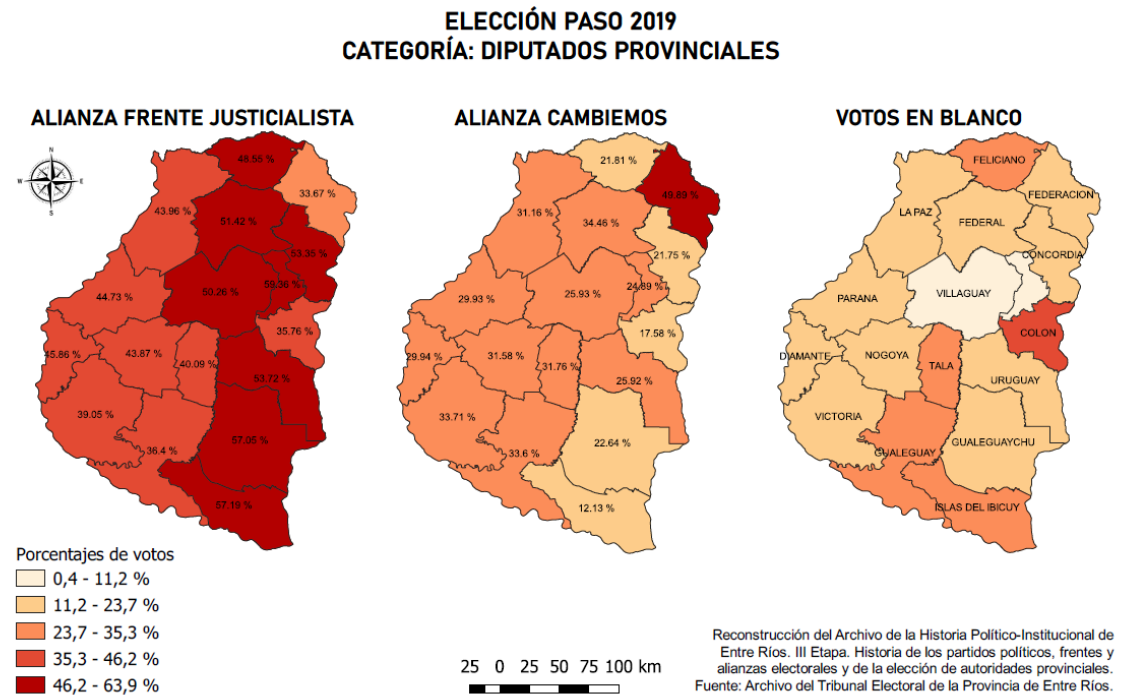 ELECCIÓN PASO 2019
CATEGORÍA: DIPUTADOS PROVINCIALES
ALIANZA FRENTE JUSTICIALISTA
N
W
E
S
48.55 %
33.67 %
43.96 %
51.42 %
53.35 %
59.36 %
50.26 %
44.73 %
35.76 %
45.86 %
43.87 %
40.09 %
53.72 %
39.05 %
57.05 %
36.4 %
57.19 %
ALIANZA CAMBIEMOS
21.81 %
49.89 %
31.16 %
34.46 %
21.75 %
24.89 %
25.93 %
29.93 %
17.58 %
29.94 %
31.58 %
31.76 %
25.92 %
33.71 %
22.64 %
33.6 %
12.13 %
VOTOS EN BLANCO
FELICIANO
FEDERACION
LA PAZ
FEDERAL
CONCORDIA
VILLAGUAY
PARANA
COLON
DIAMANTE
NOGOYA
TALA
URUGUAY
VICTORIA
GUALEGUAYCHU
GUALEGUAY
ISLAS DEL IBICUY
Porcentajes de votos
0,4 - 11,2 %
11,2 - 23,7 %
23,7 - 35,3 %
35,3 - 46,2 %
46,2 - 63,9 %
25 0 25 50 75 100 km
Reconstrucción del Archivo de la Historia Político-Institucional de
Entre Ríos. III Etapa. Historia de los partidos políticos, frentes y
alianzas electorales y de la elección de autoridades provinciales.
Fuente: Archivo del Tribunal Electoral de la Provincia de Entre Ríos.